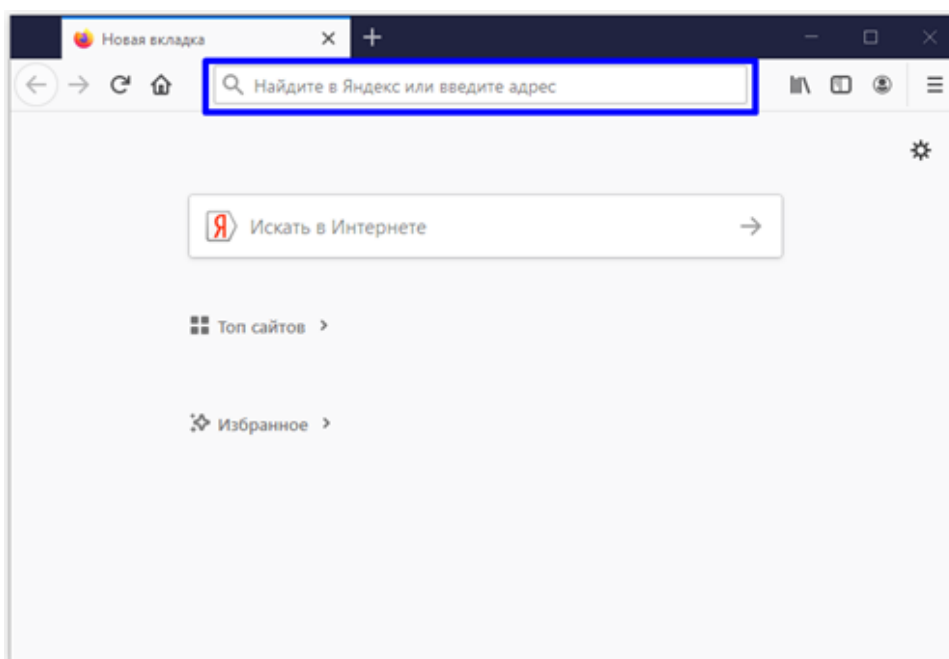 Новая вкладка
Найдите в Яндекс или введите адрес
Я Искать в Интернете
Топ сайтов
Избранное